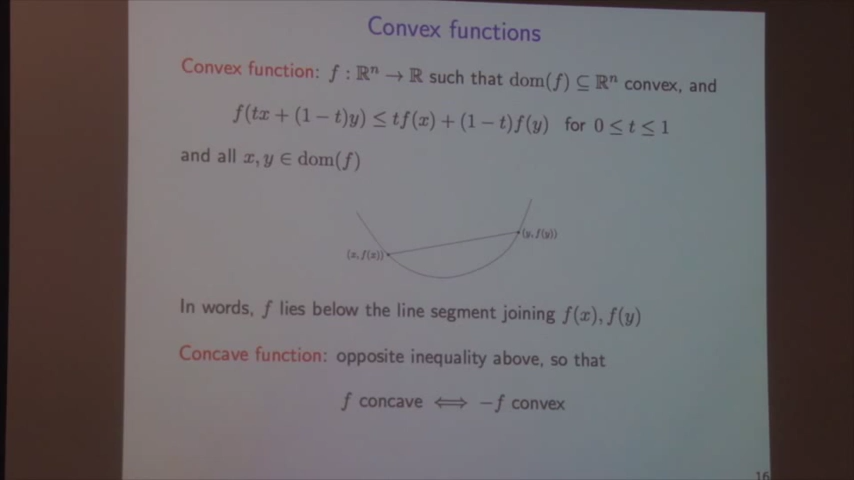 Convex functions
Convex function: f : ℝⁿ → ℝ such that dom(f) ⊆ ℝⁿ convex, and
f(tx + (1 − t)y) ≤ tf(x) + (1 − t)f(y) for 0 ≤ t ≤ 1
and all x, y ∈ dom(f)
(y, f(y))
(x, f(x))
In words, f lies below the line segment joining f(x), f(y)
Concave function: opposite inequality above, so that
f concave ⟺ −f convex
16